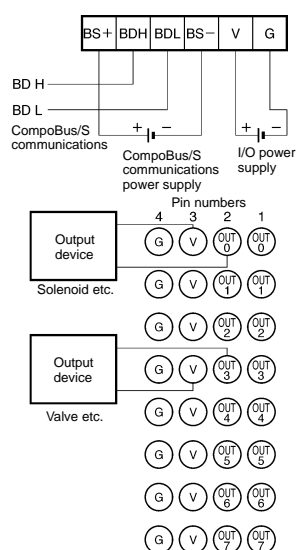 BS+ BDH BDL BS− V G
BD H
BD L
CompoBus/S
communications
+ −
CompoBus/S
communications
power supply
+ −
I/O power
supply
Pin numbers
4 3 2 1
Output
device
Solenoid etc.
G V OUT 0 OUT 0
G V OUT 1 OUT 1
G V OUT 2 OUT 2
Output
device
Valve etc.
G V OUT 3 OUT 3
G V OUT 4 OUT 4
G V OUT 5 OUT 5
G V OUT 6 OUT 6
G V OUT 7 OUT 7